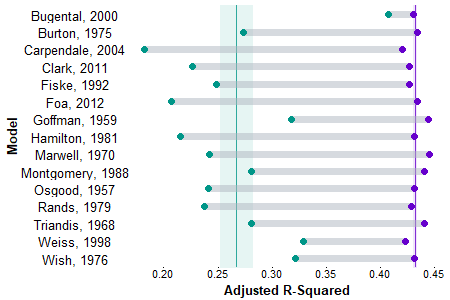 Bugental, 2000
Burton, 1975
Carpendale, 2004
Clark, 2011
Fiske, 1992
Foa, 2012
Goffman, 1959
Hamilton, 1981
Marwell, 1970
Montgomery, 1988
Osgood, 1957
Rands, 1979
Triandis, 1968
Weiss, 1998
Wish, 1976
Model
0.20 0.25 0.30 0.35 0.40 0.45
Adjusted R-Squared